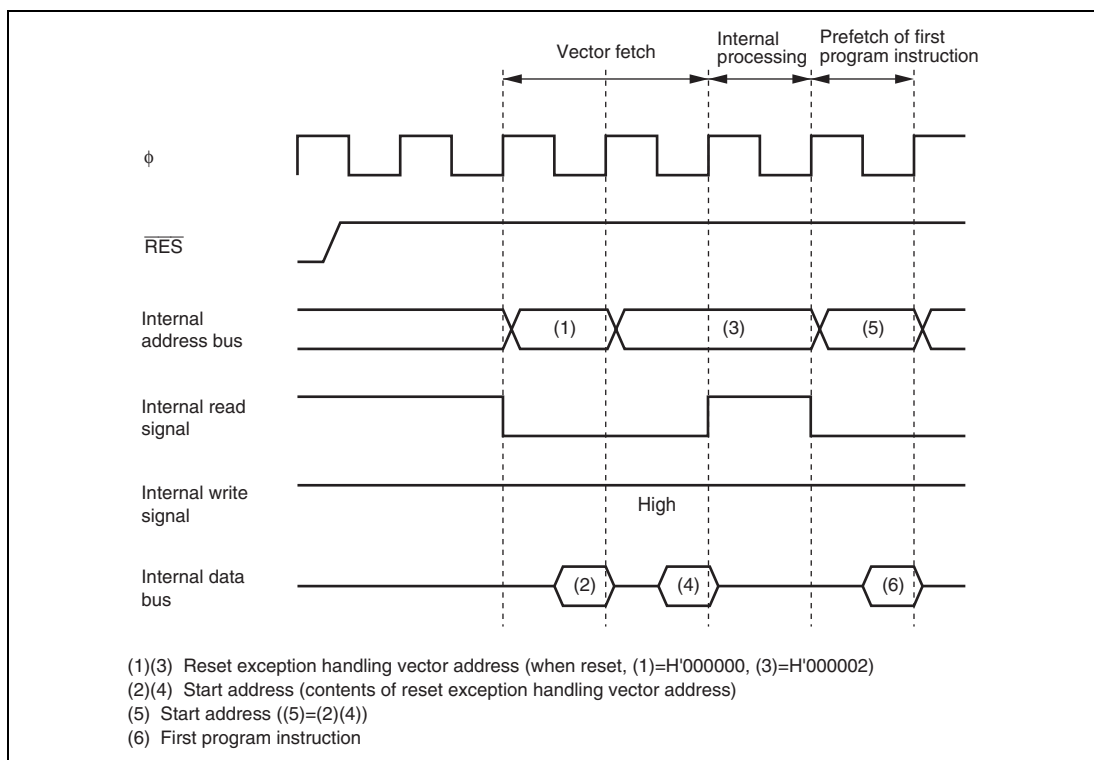 Vector fetch
Internal
processing
Prefetch of first
program instruction
ϕ
RES
Internal
address bus
(1)
(3)
(5)
Internal read
signal
Internal write
signal
High
Internal data
bus
(2)
(4)
(6)
(1)(3) Reset exception handling vector address (when reset, (1)=H'000000, (3)=H'000002)
(2)(4) Start address (contents of reset exception handling vector address)
(5) Start address ((5)=(2)(4))
(6) First program instruction